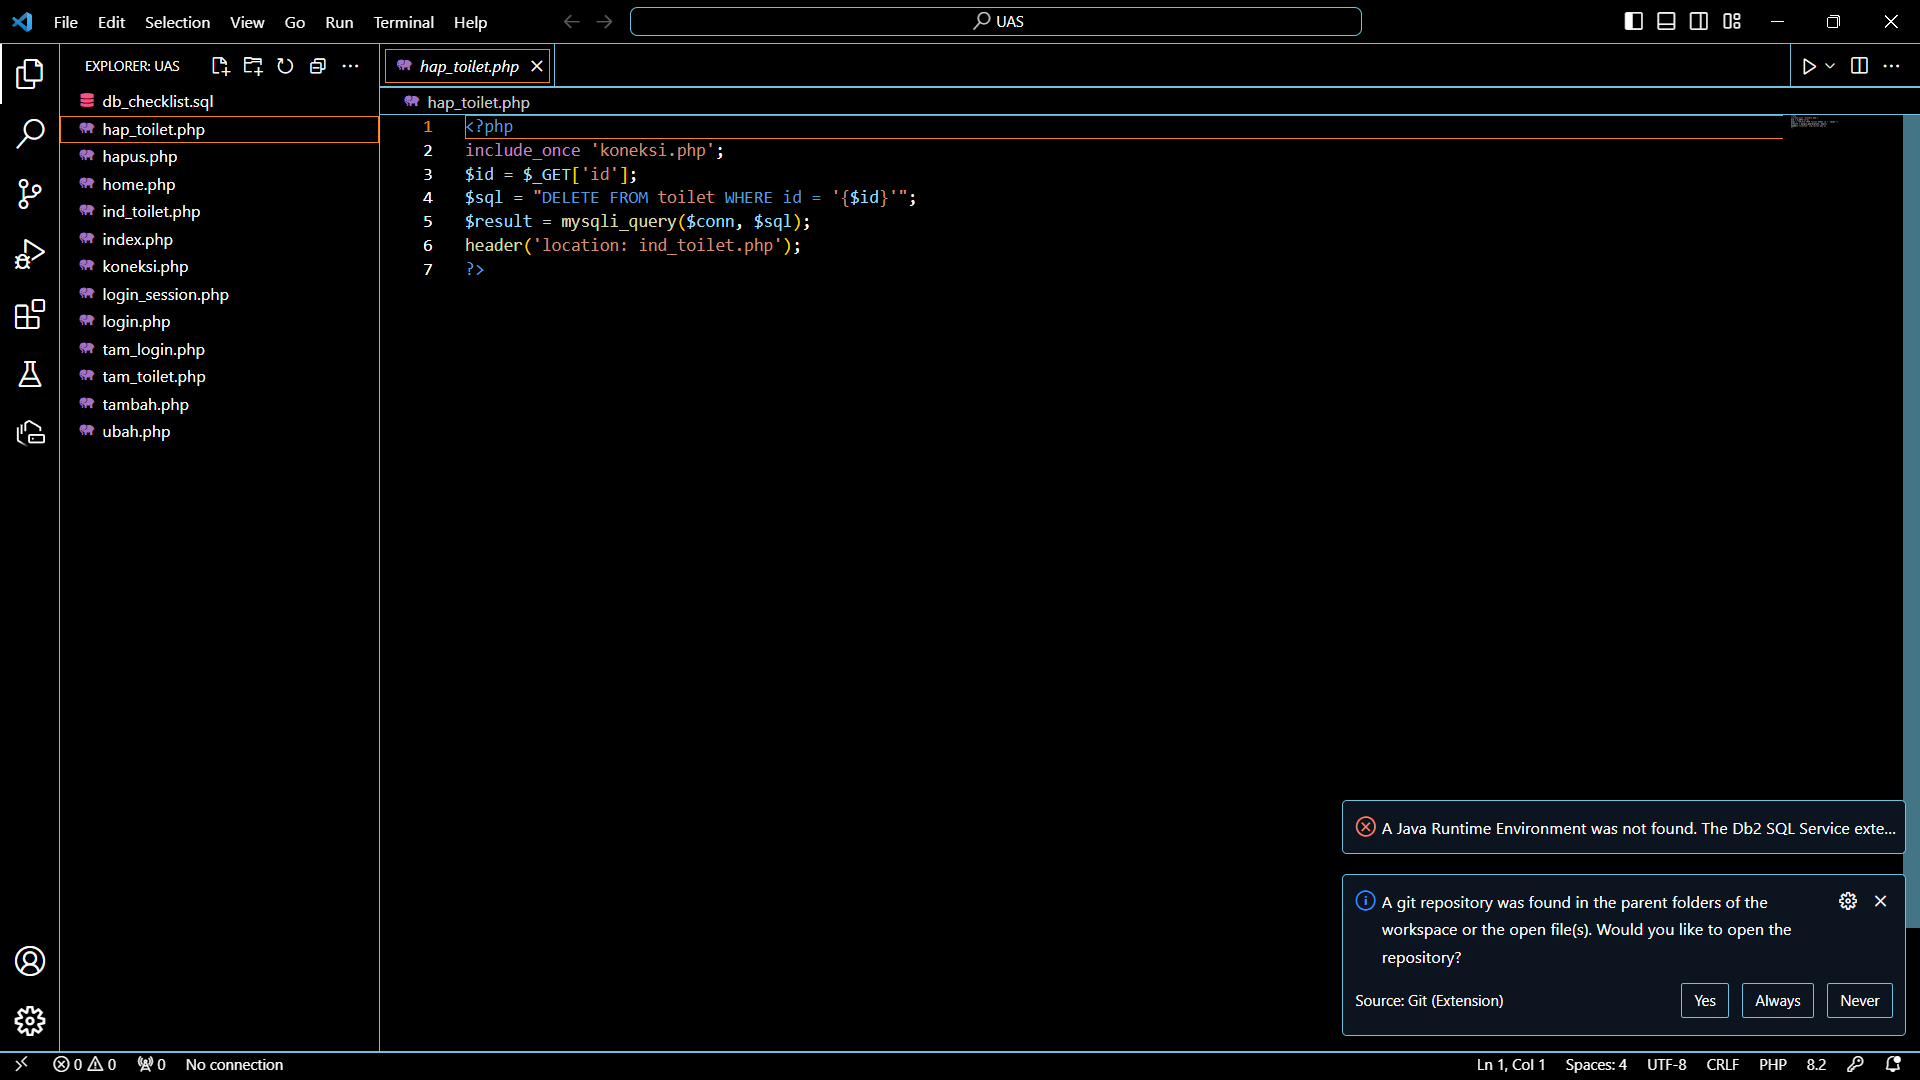 File Edit Selection View Go Run Terminal Help
UAS
EXPLORER: UAS
db_checklist.sql
hap_toilet.php
hapus.php
home.php
ind_toilet.php
index.php
koneksi.php
login_session.php
login.php
tam_login.php
tam_toilet.php
tambah.php
ubah.php
hap_toilet.php
hap_toilet.php
1 <?php
2 include_once 'koneksi.php';
3 $id = $_GET['id'];
4 $sql = "DELETE FROM toilet WHERE id = '{$id}'";
5 $result = mysqli_query($conn, $sql);
6 header('location: ind_toilet.php');
7 ?>
A Java Runtime Environment was not found. The Db2 SQL Service exte...
A git repository was found in the parent folders of the
workspace or the open file(s). Would you like to open the
repository?
Source: Git (Extension) Yes Always Never
0 0 0 No connection Ln 1, Col 1 Spaces: 4 UTF-8 CRLF PHP 8.2